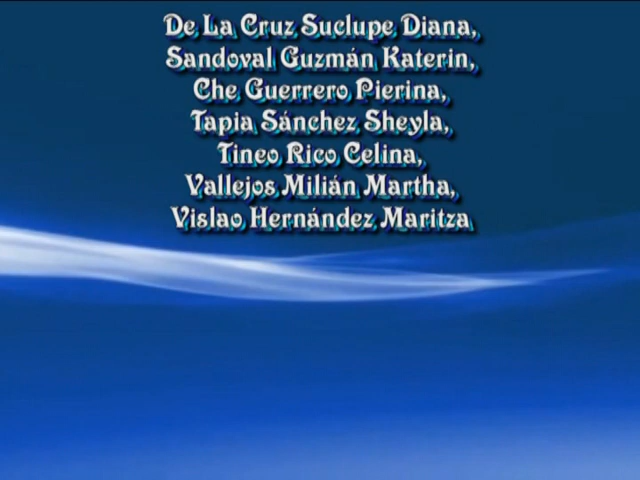 De La Cruz Suclupe Diana,
Sandoval Guzmán Katerin,
Che Guerrero Pierina,
Tapia Sánchez Sheyla,
Tineo Rico Celina,
Vallejos Milián Martha,
Vislao Hernández Maritza